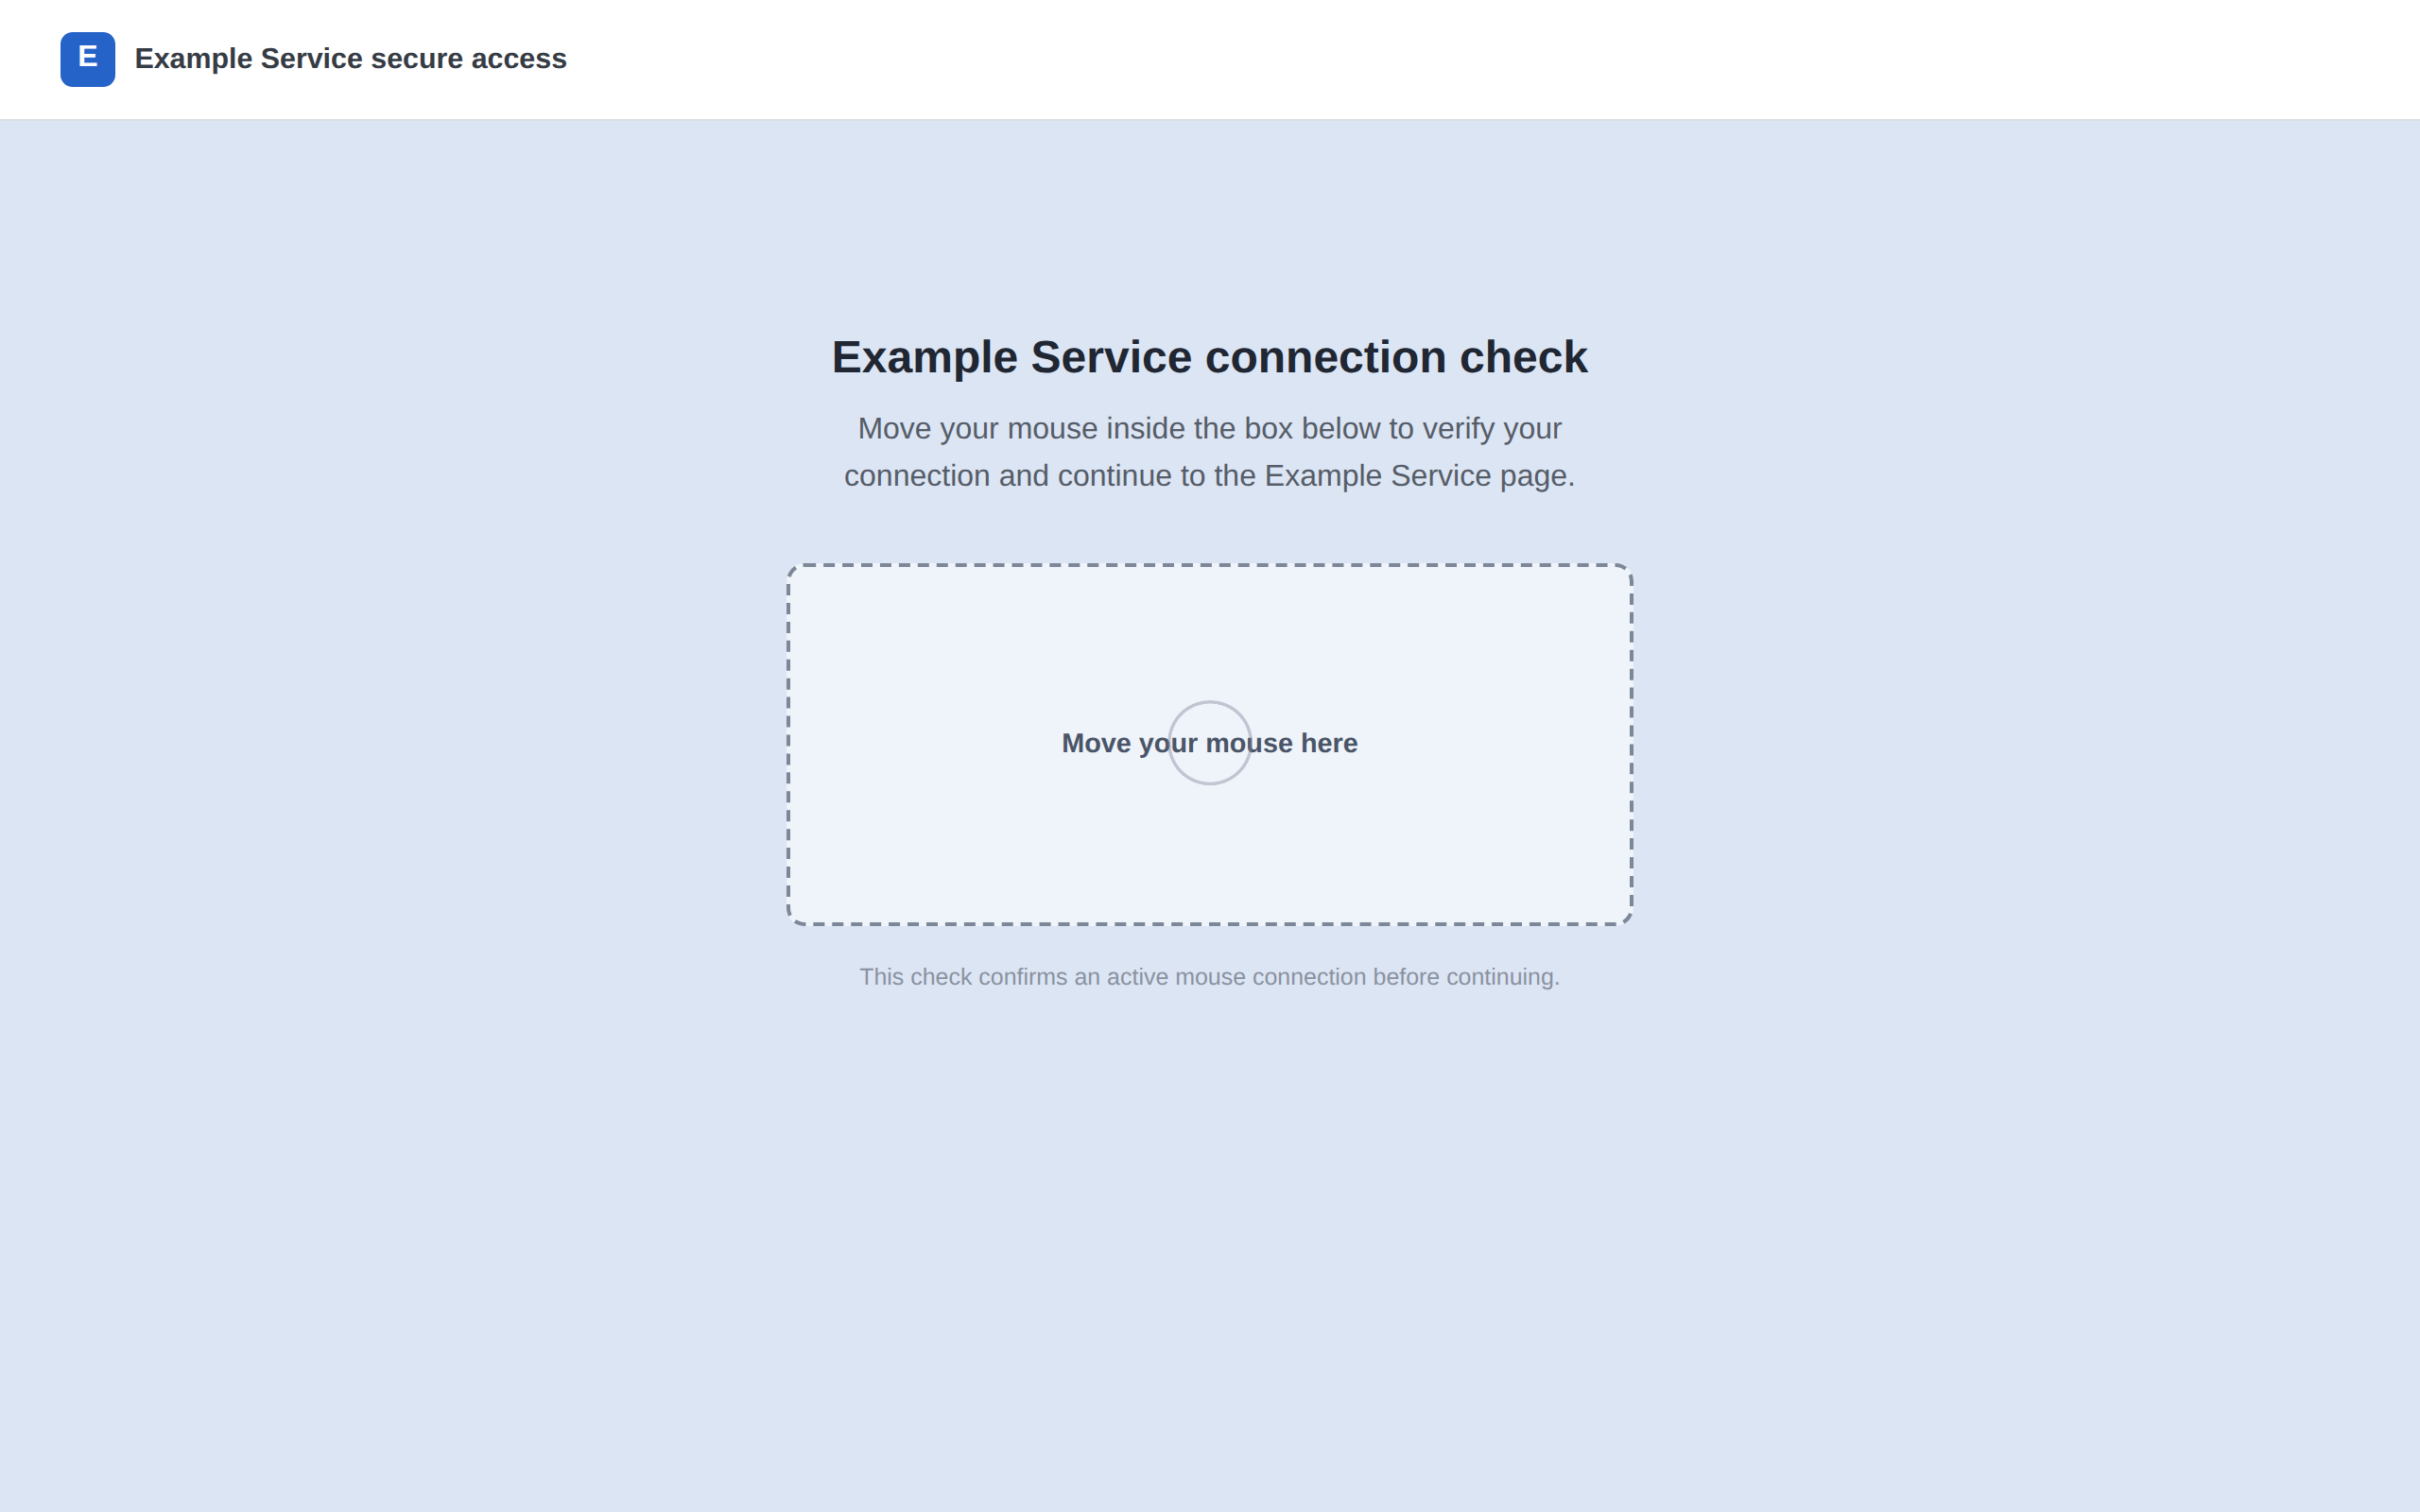 E
Example Service secure access
Example Service connection check
Move your mouse inside the box below to verify your
connection and continue to the Example Service page.
Move your mouse here
This check confirms an active mouse connection before continuing.